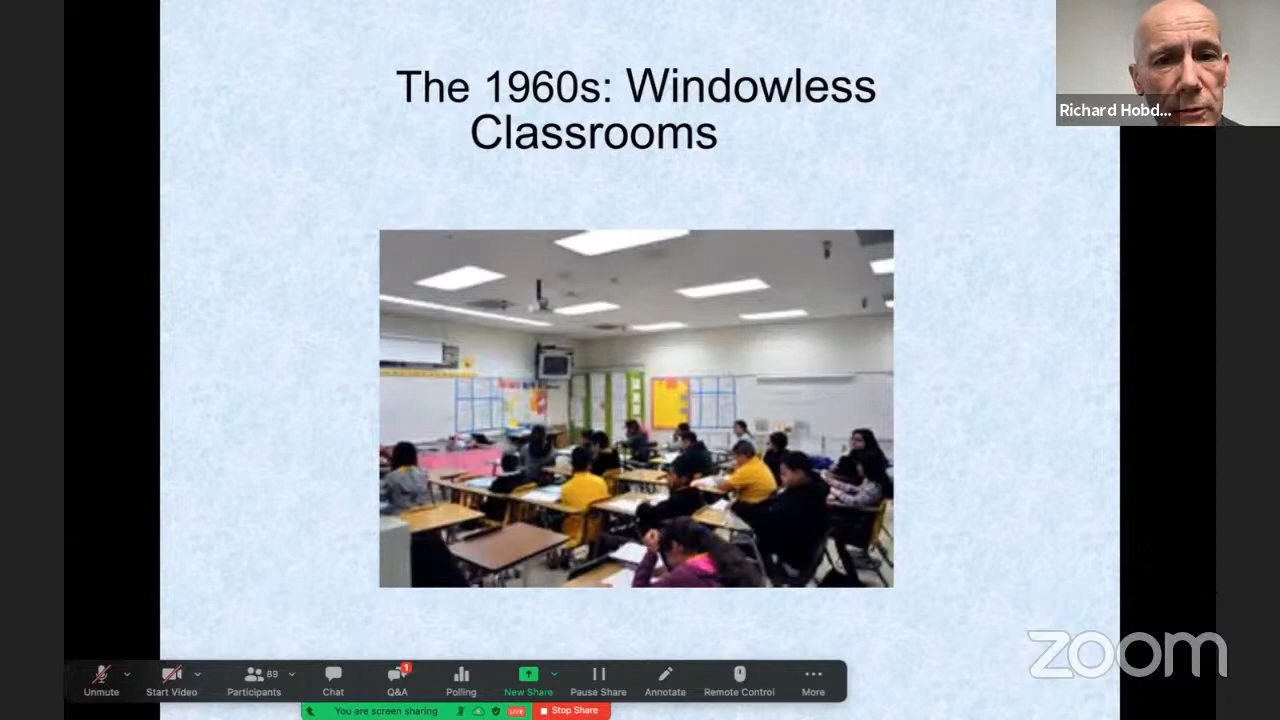 The 1960s: Windowless
Classrooms
Richard Hobd...
zoom
Unmute
Start Video
89
Participants
Chat
1
Q&A
Polling
New Share
Pause Share
Annotate
Remote Control
More
You are screen sharing
LIVE
Stop Share